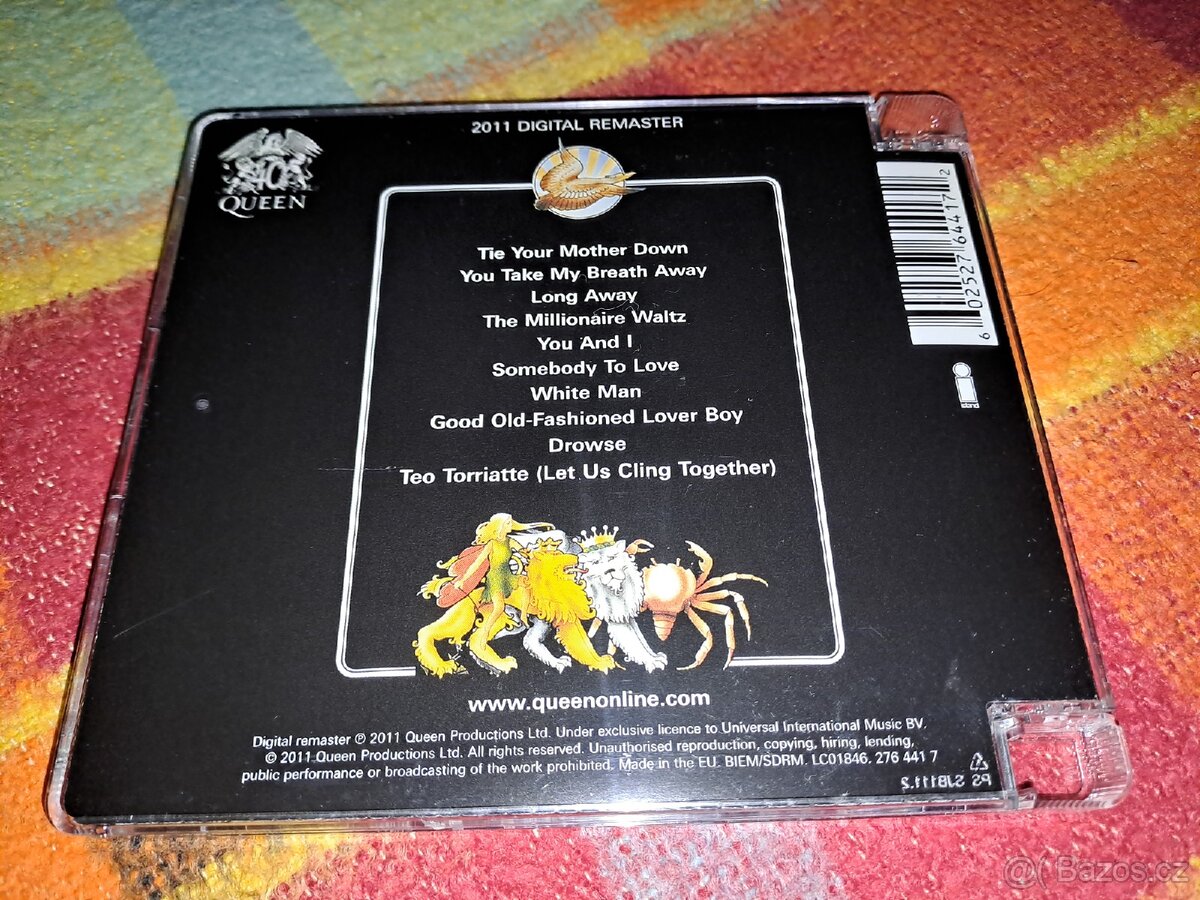 2011 DIGITAL REMASTER
40
QUEEN
Tie Your Mother Down
You Take My Breath Away
Long Away
The Millionaire Waltz
You And I
Somebody To Love
White Man
Good Old-Fashioned Lover Boy
Drowse
Teo Torriatte (Let Us Cling Together)
6 02527 64417 2
island
www.queenonline.com
Digital remaster ℗ 2011 Queen Productions Ltd. Under exclusive licence to Universal International Music BV.
© 2011 Queen Productions Ltd. All rights reserved. Unauthorised reproduction, copying, hiring, lending,
public performance or broadcasting of the work prohibited. Made in the EU. BIEM/SDRM. LC01846. 276 441 7
PS SJB111.2
@( Bazos.cz